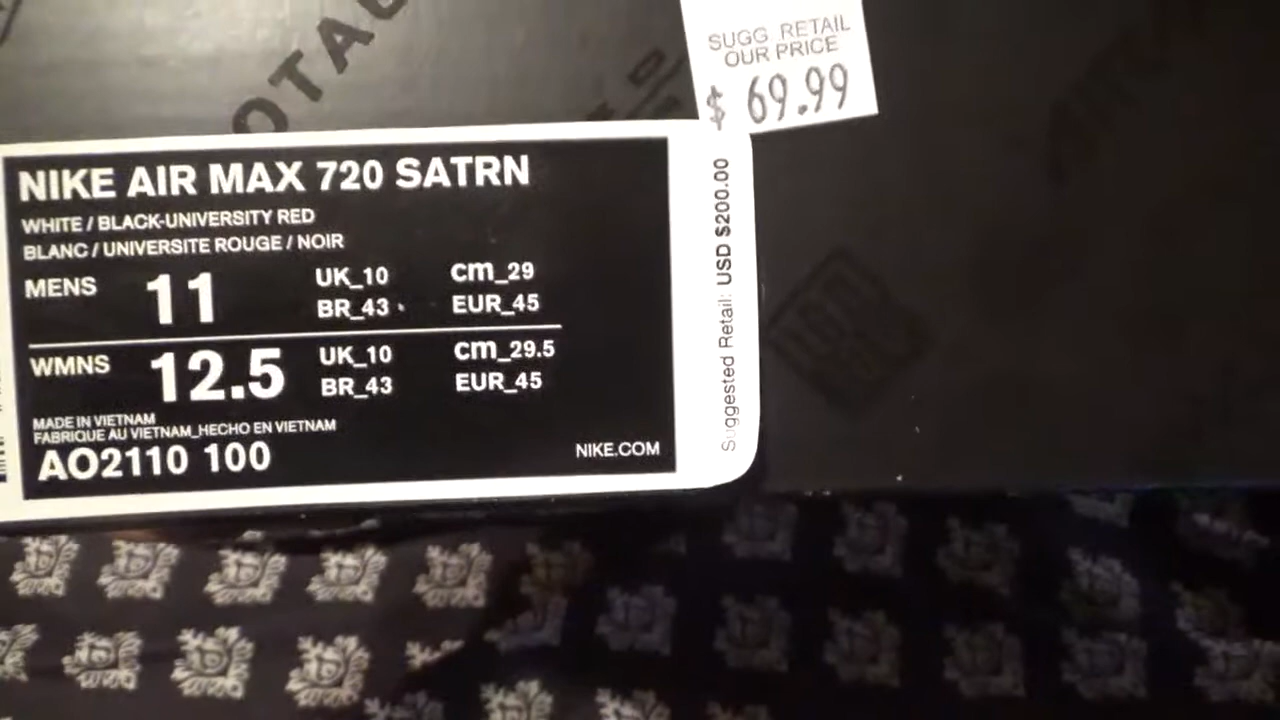 SUGG. RETAIL
OUR PRICE
$ 69.99
OTAL
NIKE AIR MAX 720 SATRN
WHITE / BLACK-UNIVERSITY RED
BLANC / UNIVERSITE ROUGE / NOIR
MENS 11 UK_10 cm_29
BR_43 EUR_45
WMNS 12.5 UK_10 cm_29.5
BR_43 EUR_45
MADE IN VIETNAM
FABRIQUE AU VIETNAM_HECHO EN VIETNAM
AO2110 100
NIKE.COM
Suggested Retail: USD $200.00